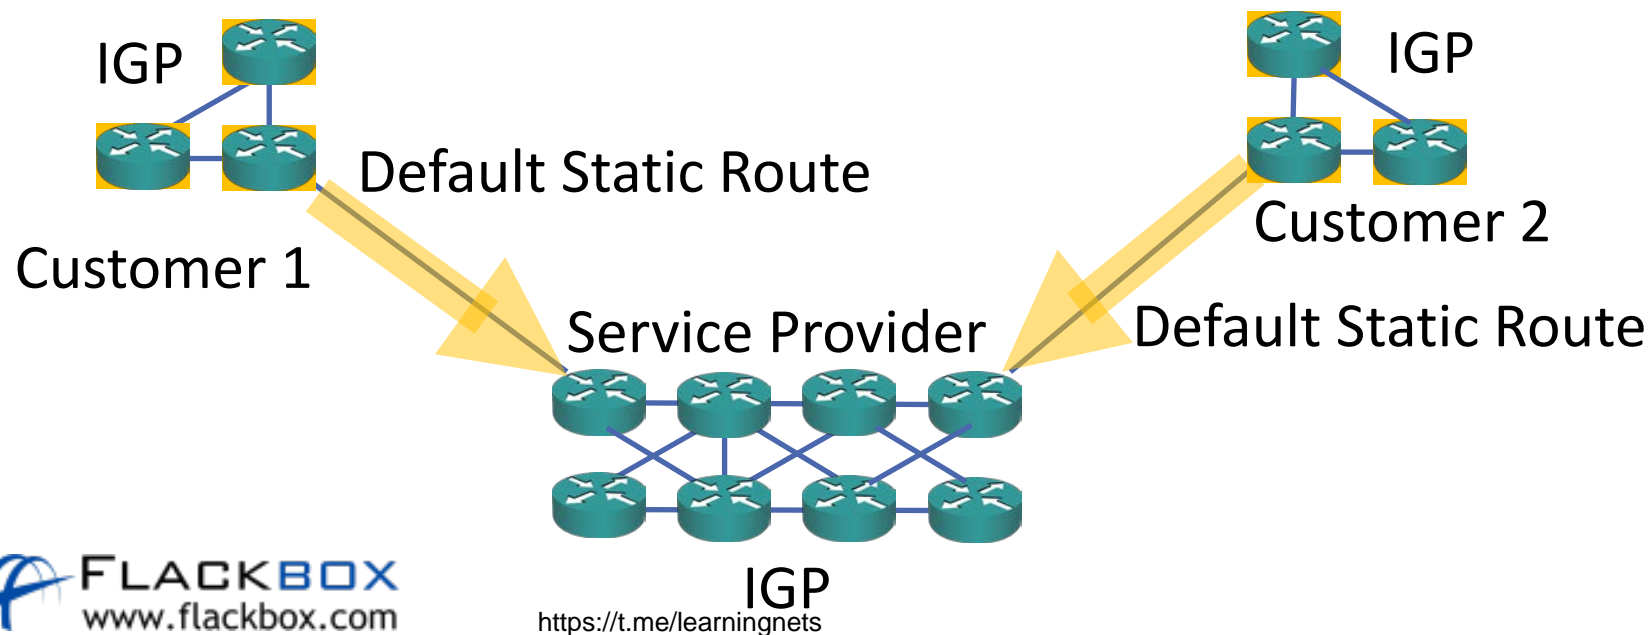 IGP
IGP
Default Static Route
Customer 2
Customer 1
Service Provider
Default Static Route
FLACKBOX
www.flackbox.com
IGP
https://t.me/learningnets